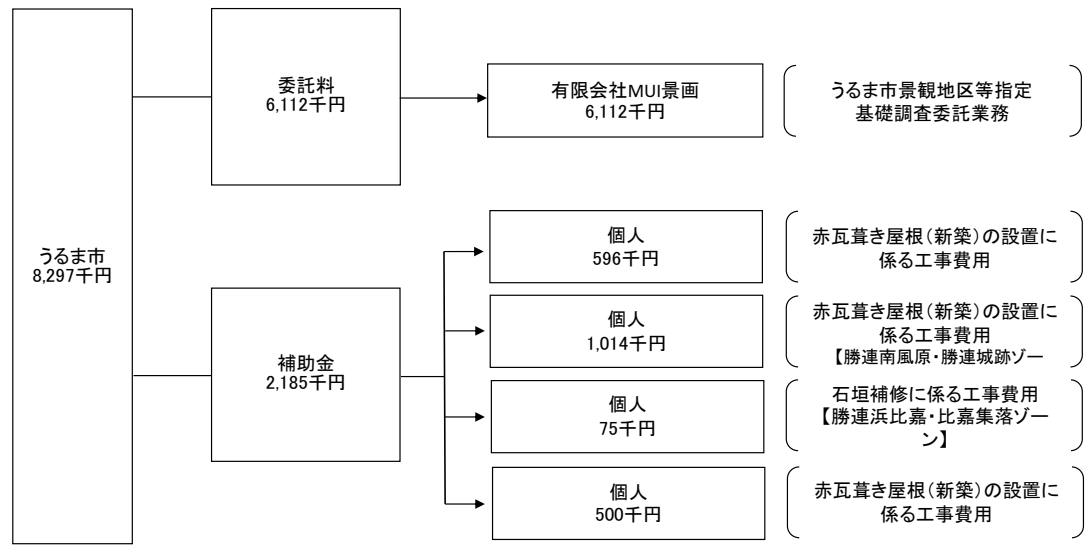 うるま市
8,297千円
委託料
6,112千円
有限会社MUI景画
6,112千円
うるま市景観地区等指定
基礎調査委託業務
補助金
2,185千円
個人
596千円
赤瓦葺き屋根（新築）の設置に
係る工事費用
個人
1,014千円
赤瓦葺き屋根（新築）の設置に
係る工事費用
【勝連南風原・勝連城跡ゾー
個人
75千円
石垣補修に係る工事費用
【勝連浜比嘉・比嘉集落ゾー
ン】
個人
500千円
赤瓦葺き屋根（新築）の設置に
係る工事費用